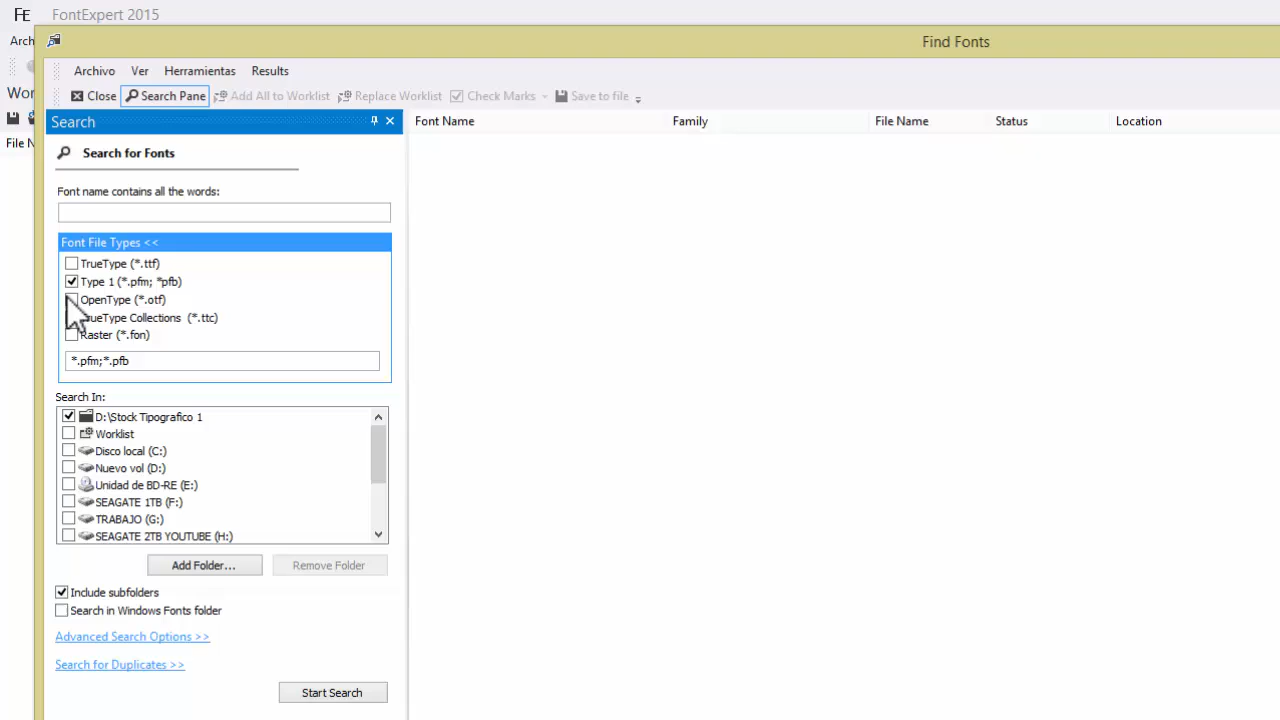 FE FontExpert 2015
Arch
Find Fonts
Archivo Ver Herramientas Results
Wor
Close Search Pane Add All to Worklist Replace Worklist Check Marks Save to file
File N
Search
Font Name Family File Name Status Location
Search for Fonts
Font name contains all the words:
Font File Types <<
TrueType (*.ttf)
Type 1 (*.pfm; *pfb)
OpenType (*.otf)
rueType Collections (*.ttc)
Raster (*.fon)
*.pfm;*.pfb
Search In:
D:\Stock Tipografico 1
Worklist
Disco local (C:)
Nuevo vol (D:)
Unidad de BD-RE (E:)
SEAGATE 1TB (F:)
TRABAJO (G:)
SEAGATE 2TB YOUTUBE (H:)
Add Folder... Remove Folder
Include subfolders
Search in Windows Fonts folder
Advanced Search Options >>
Search for Duplicates >>
Start Search